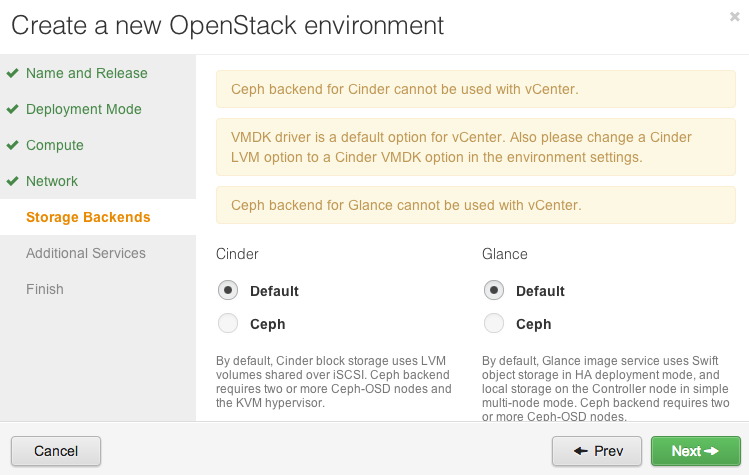 Create a new OpenStack environment
Name and Release
Deployment Mode
Compute
Network
Storage Backends
Additional Services
Finish
Ceph backend for Cinder cannot be used with vCenter.
VMDK driver is a default option for vCenter. Also please change a Cinder
LVM option to a Cinder VMDK option in the environment settings.
Ceph backend for Glance cannot be used with vCenter.
Cinder
Default
Ceph
By default, Cinder block storage uses LVM
volumes shared over iSCSI. Ceph backend
requires two or more Ceph-OSD nodes and
the KVM hypervisor.
Glance
Default
Ceph
By default, Glance image service uses Swift
object storage in HA deployment mode, and
local storage on the Controller node in simple
multi-node mode. Ceph backend requires two
or more Ceph-OSD nodes.
Cancel
Prev
Next